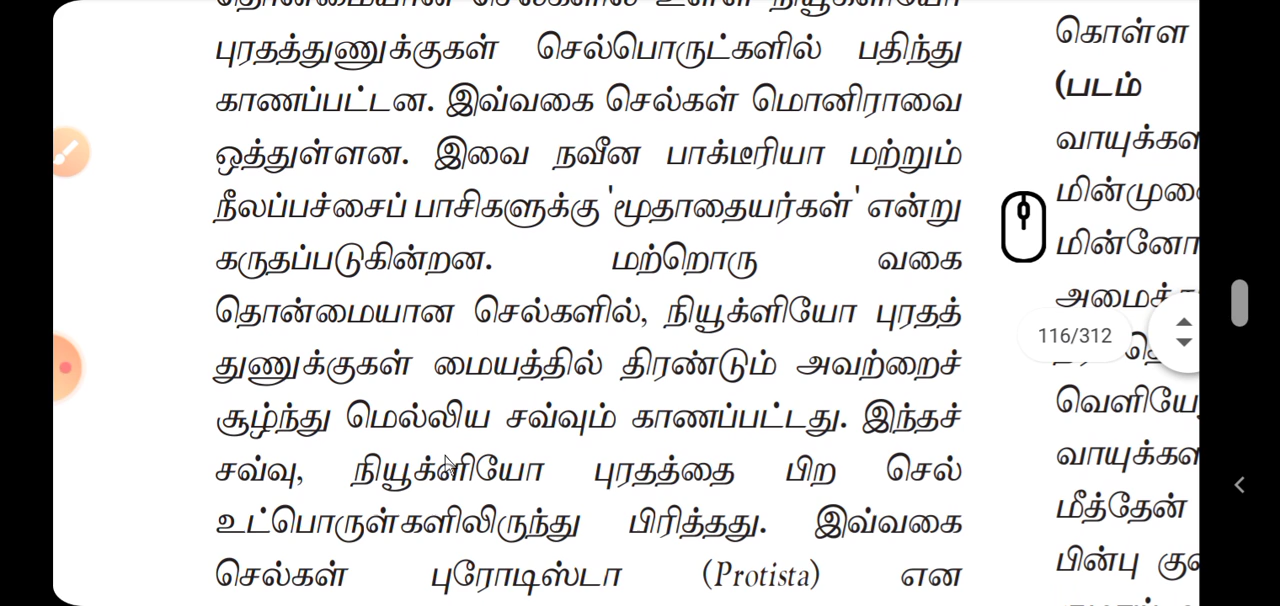 தொன்மையான செல்களில் உள்ள நியூக்ளியோ
புரதத்துணுக்குகள் செல்பொருட்களில் பதிந்து
காணப்பட்டன. இவ்வகை செல்கள் மொனிராவை
ஒத்துள்ளன. இவை நவீன பாக்டீரியா மற்றும்
நீலப்பச்சைப் பாசிகளுக்கு 'மூதாதையர்கள்' என்று
கருதப்படுகின்றன. மற்றொரு வகை
தொன்மையான செல்களில், நியூக்ளியோ புரதத்
துணுக்குகள் மையத்தில் திரண்டும் அவற்றைச்
சூழ்ந்து மெல்லிய சவ்வும் காணப்பட்டது. இந்தச்
சவ்வு, நியூக்ளியோ புரதத்தை பிற செல்
உட்பொருள்களிலிருந்து பிரித்தது. இவ்வகை
செல்கள் புரோடிஸ்டா (Protista) என
கொள்ள
(படம்
116/312
மீத்தேன்
பின்பு